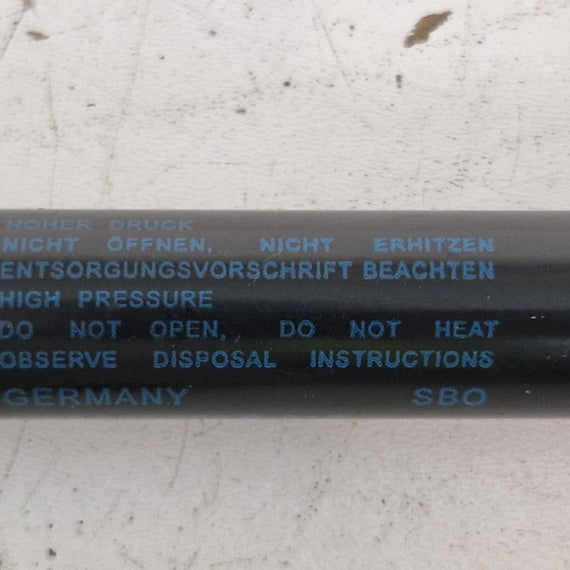 HOHER DRUCK
NICHT ÖFFNEN, NICHT ERHITZEN
ENTSORGUNGSVORSCHRIFT BEACHTEN
HIGH PRESSURE
DO NOT OPEN, DO NOT HEAT
OBSERVE DISPOSAL INSTRUCTIONS
GERMANY SBO